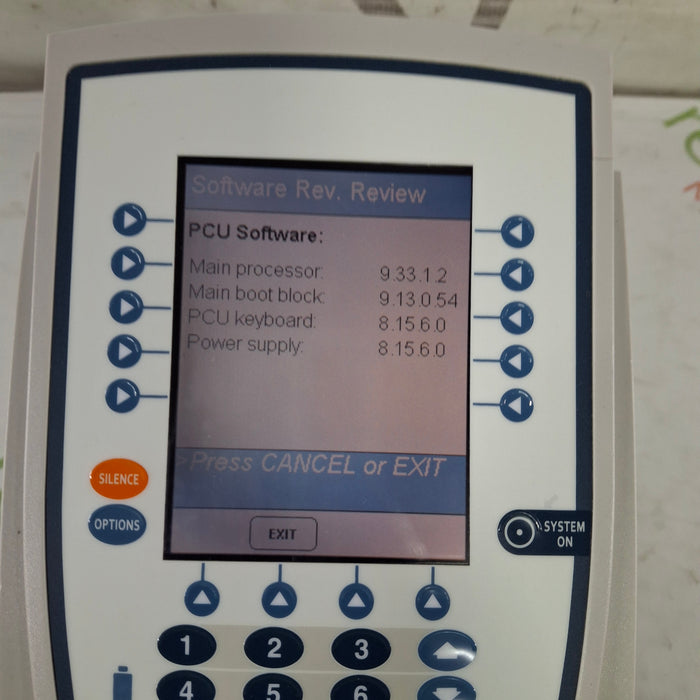 Software Rev. Review
PCU Software:
Main processor: 9.33.1.2
Main boot block: 9.13.0.54
PCU keyboard: 8.15.6.0
Power supply: 8.15.6.0
>Press CANCEL or EXIT
EXIT
SILENCE
OPTIONS
SYSTEM
ON
1 2 3
4 5 6